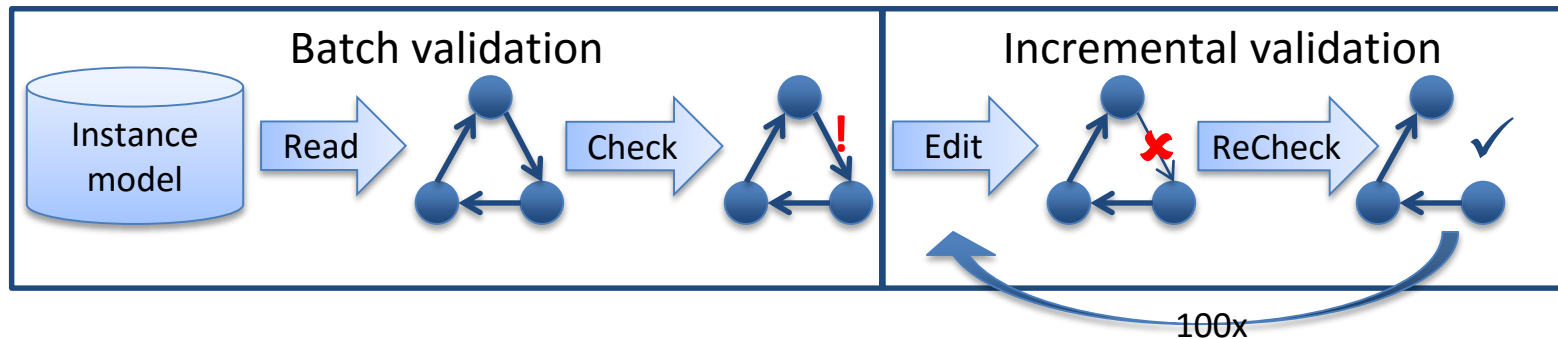 Batch validation
Incremental validation
Instance
model
Read
Check
!
Edit
ReCheck
100x